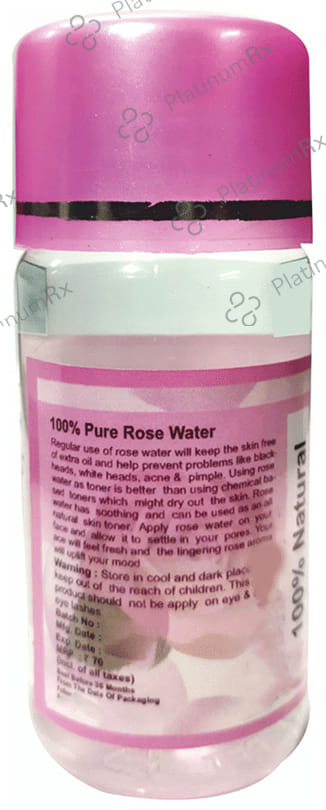 PlatinumRx
PlatinumRx
PlatinumRx
100% Pure Rose Water
Regular use of rose water will keep the skin free
of extra oil and help prevent problems like black-
heads, white heads, acne & pimple. Using rose
water as toner is better than using chemical ba-
sed toners which might dry out the skin. Rose
water has soothing and can be used as an all
natural skin toner. Apply rose water on your
face and allow it to settle in your pores. Your
ace will feel fresh and the lingering rose aroma
will uplift your mood
Warning : Store in cool and dark plac
keep out of the reach of children. This
product should not be apply on eye &
eye lashes
Batch No :
Mfg. Date :
Exp Date :
MRP : ₹ 70
(Incl. of all taxes)
Best Before 36 Months
From The Date Of Packaging
100% Natural